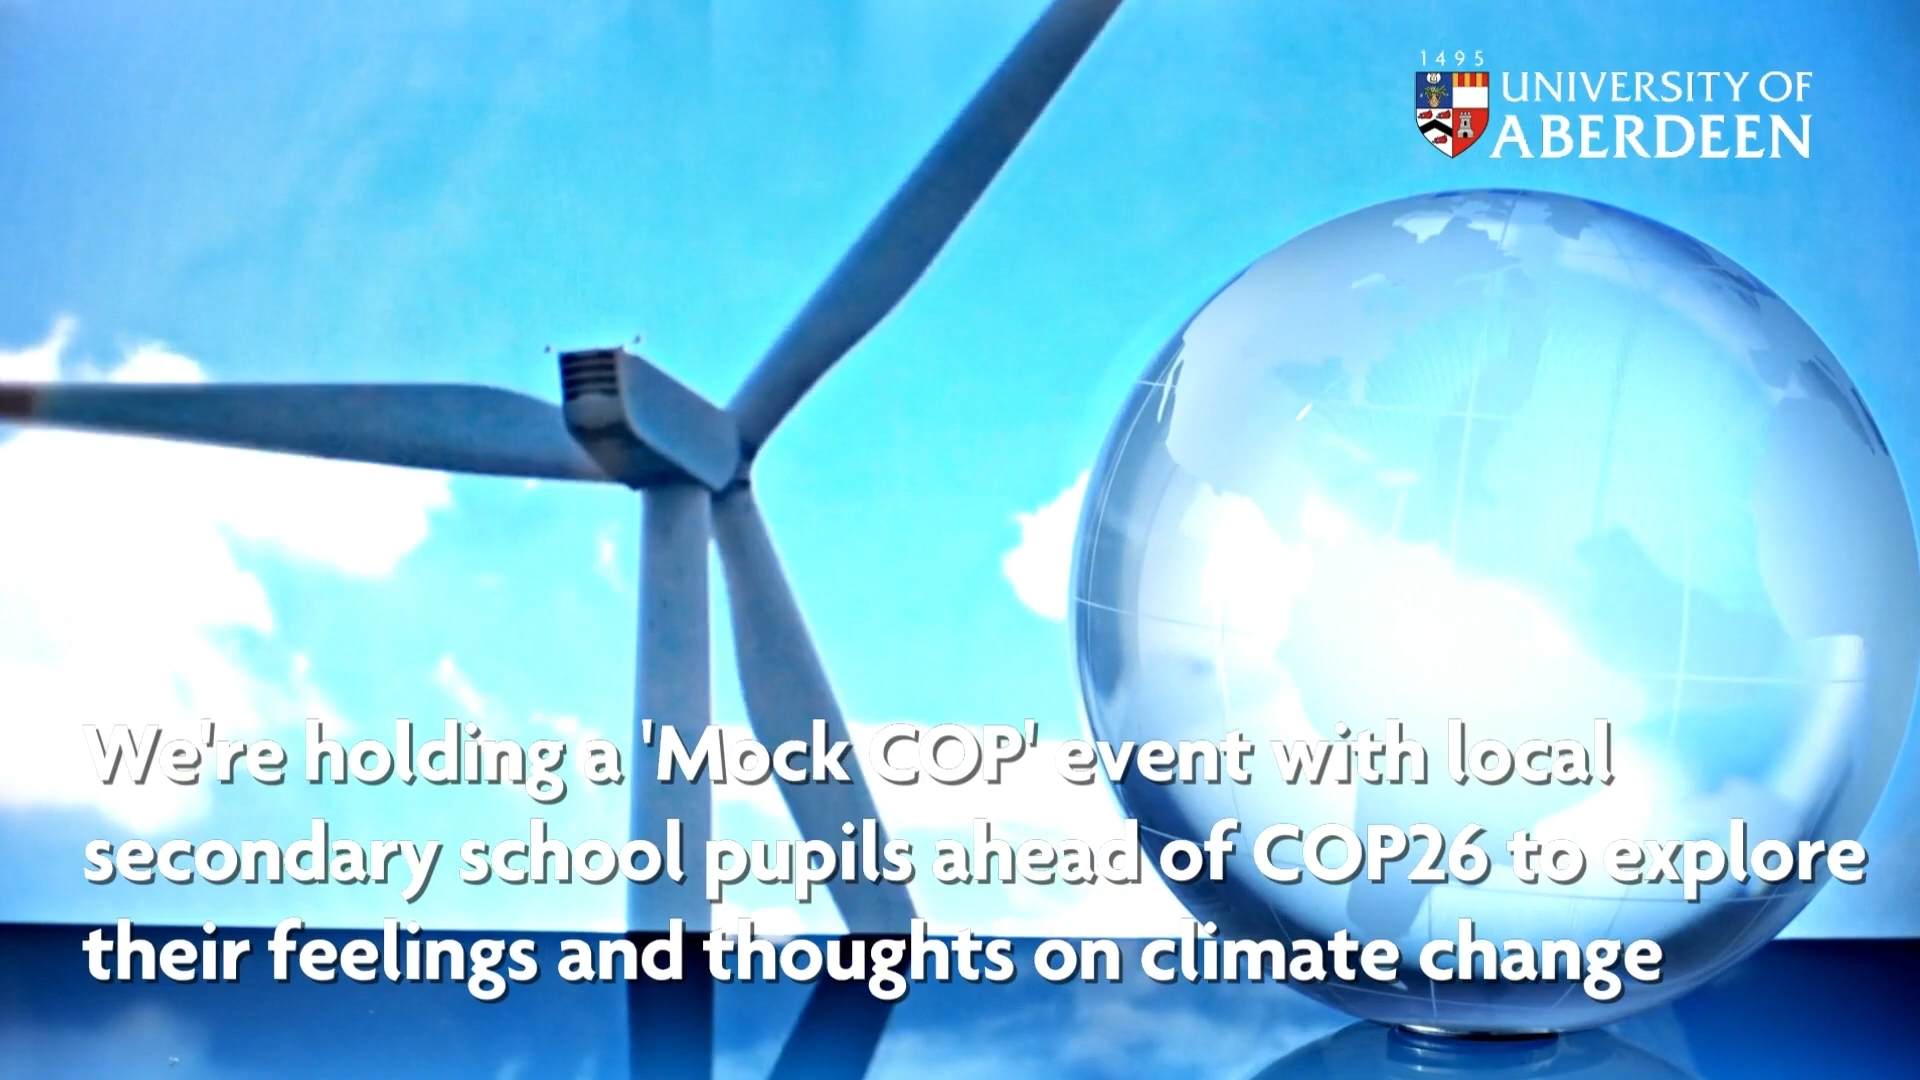 1495
UNIVERSITY OF
ABERDEEN
We're holding a 'Mock COP' event with local
secondary school pupils ahead of COP26 to explore
their feelings and thoughts on climate change